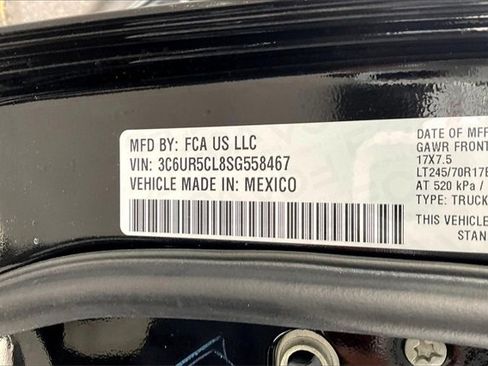 MFD BY: FCA US LLC
VIN: 3C6UR5CL8SG558467
VEHICLE MADE IN: MEXICO
DATE OF MFR
GAWR FRONT
17X7.5
LT245/70R17E
AT 520 kPa /
TYPE: TRUCK
THIS VEHICLE
STAN